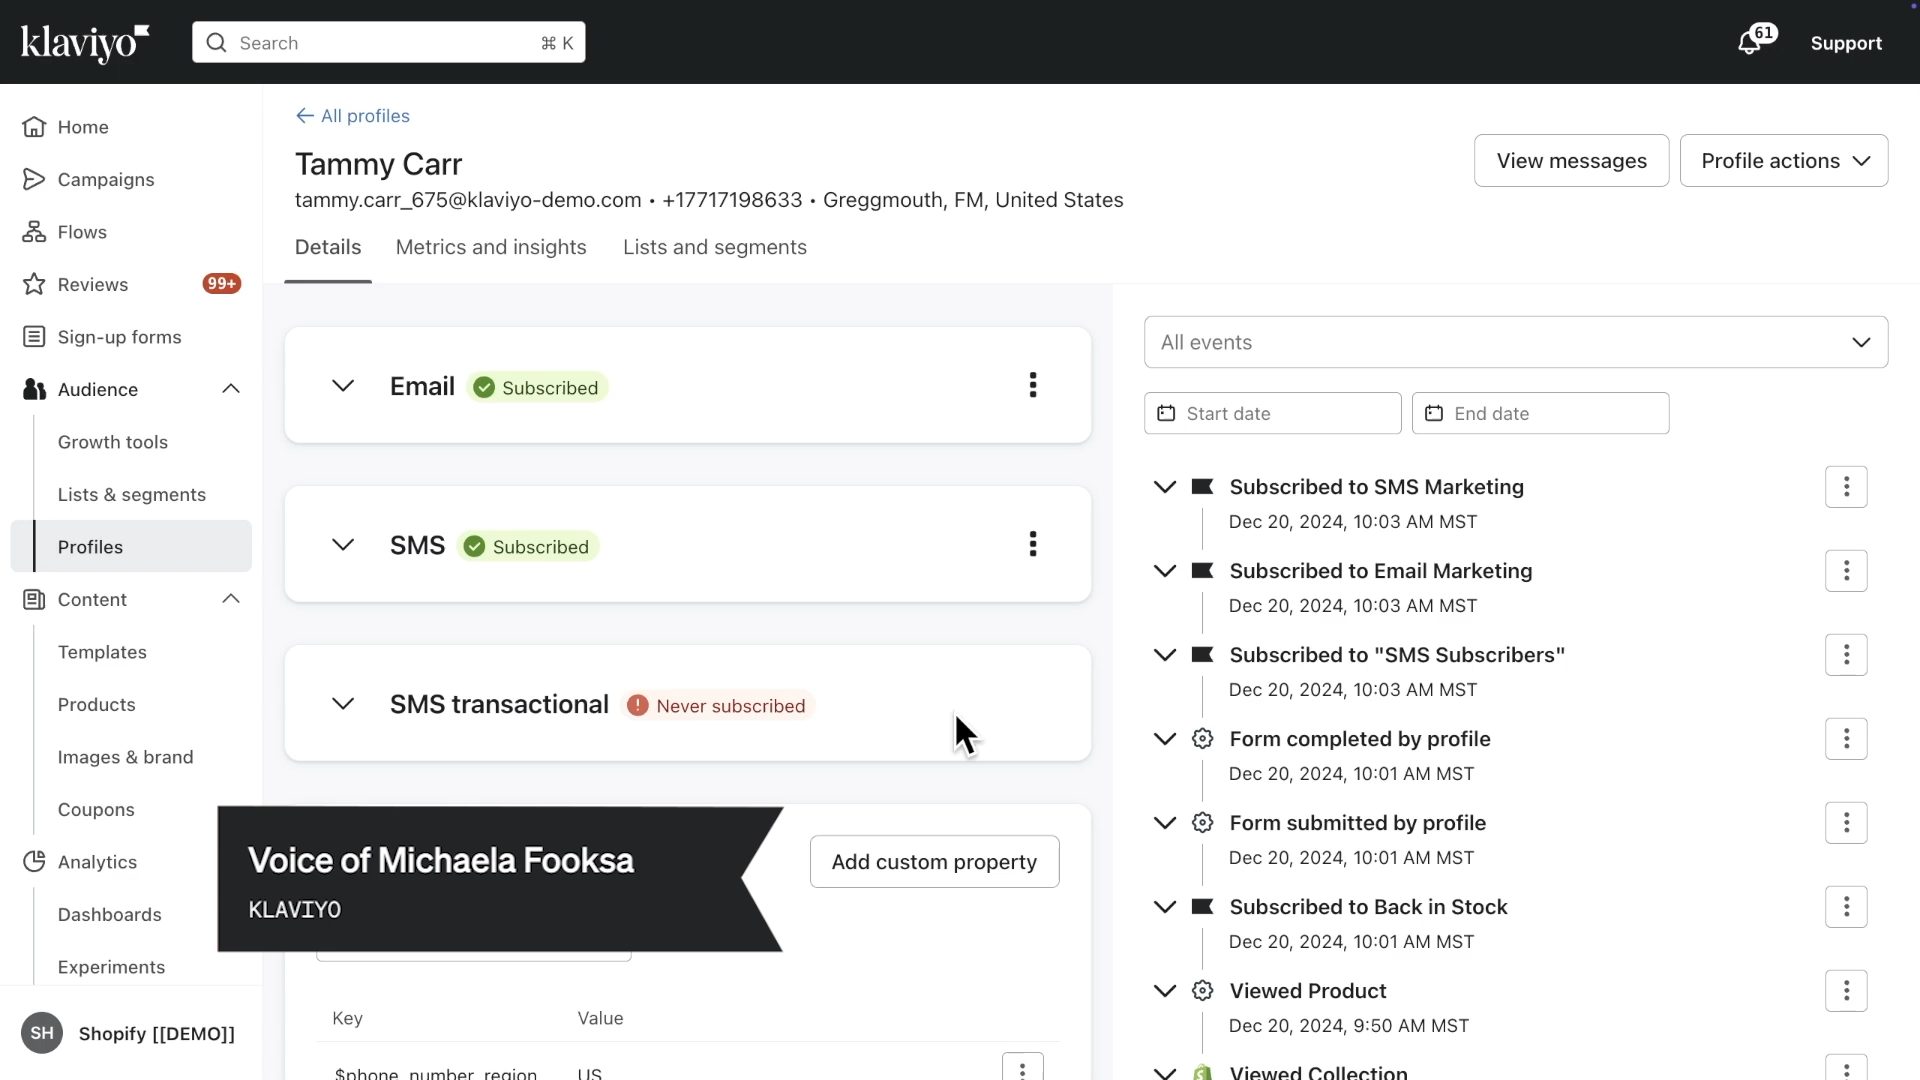 klaviyo
Search
⌘ K
61
Support
Home
Campaigns
Flows
Reviews
99+
Sign-up forms
Audience
Growth tools
Lists & segments
Profiles
Content
Templates
Products
Images & brand
Coupons
Analytics
Dashboards
Experiments
SH
Shopify [[DEMO]]
← All profiles
Tammy Carr
tammy.carr_675@klaviyo-demo.com • +17717198633 • Greggmouth, FM, United States
View messages
Profile actions
Details
Metrics and insights
Lists and segments
Email
Subscribed
SMS
Subscribed
SMS transactional
Never subscribed
Voice of Michaela Fooksa
KLAVIYO
Add custom property
Key
Value
$phone_number_region
US
All events
Start date
End date
Subscribed to SMS Marketing
Dec 20, 2024, 10:03 AM MST
Subscribed to Email Marketing
Dec 20, 2024, 10:03 AM MST
Subscribed to "SMS Subscribers"
Dec 20, 2024, 10:03 AM MST
Form completed by profile
Dec 20, 2024, 10:01 AM MST
Form submitted by profile
Dec 20, 2024, 10:01 AM MST
Subscribed to Back in Stock
Dec 20, 2024, 10:01 AM MST
Viewed Product
Dec 20, 2024, 9:50 AM MST
Viewed Collection